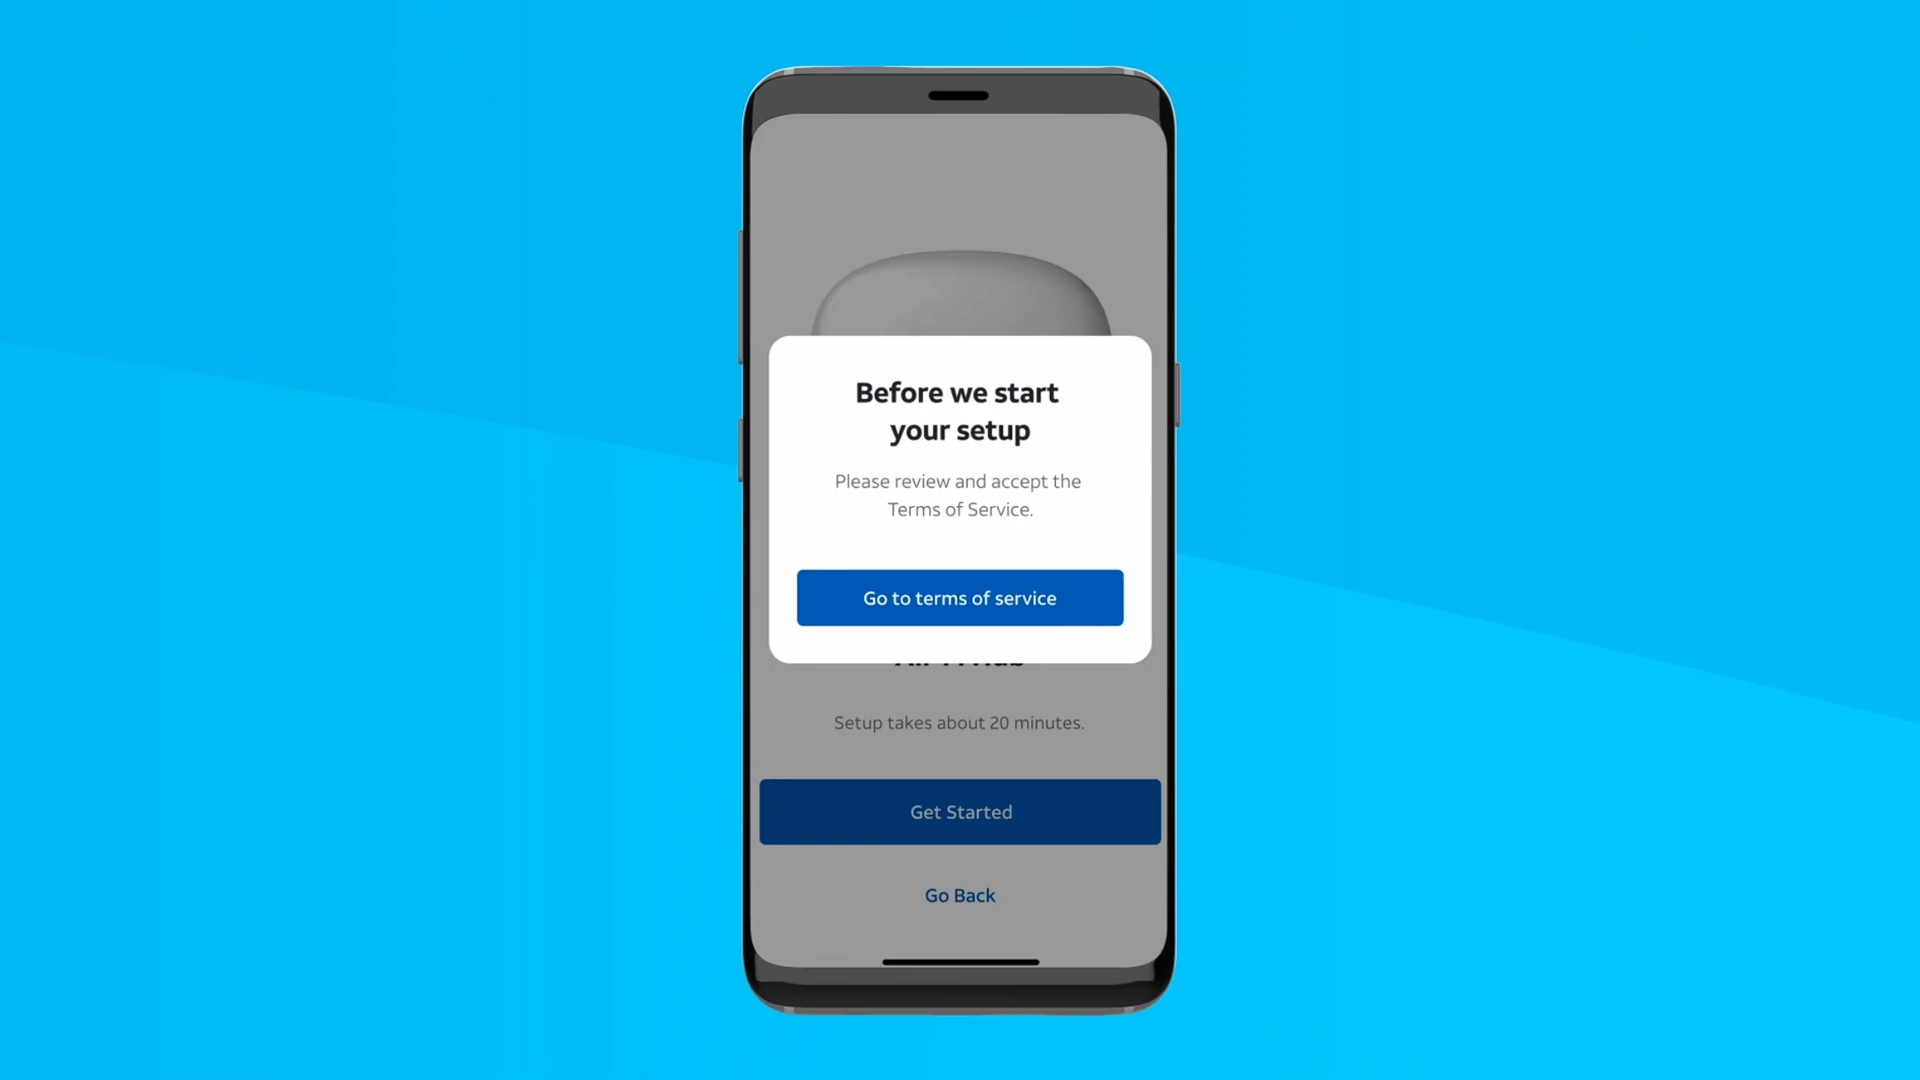 Before we start
your setup
Please review and accept the
Terms of Service.
Go to terms of service
Setup takes about 20 minutes.
Get Started
Go Back